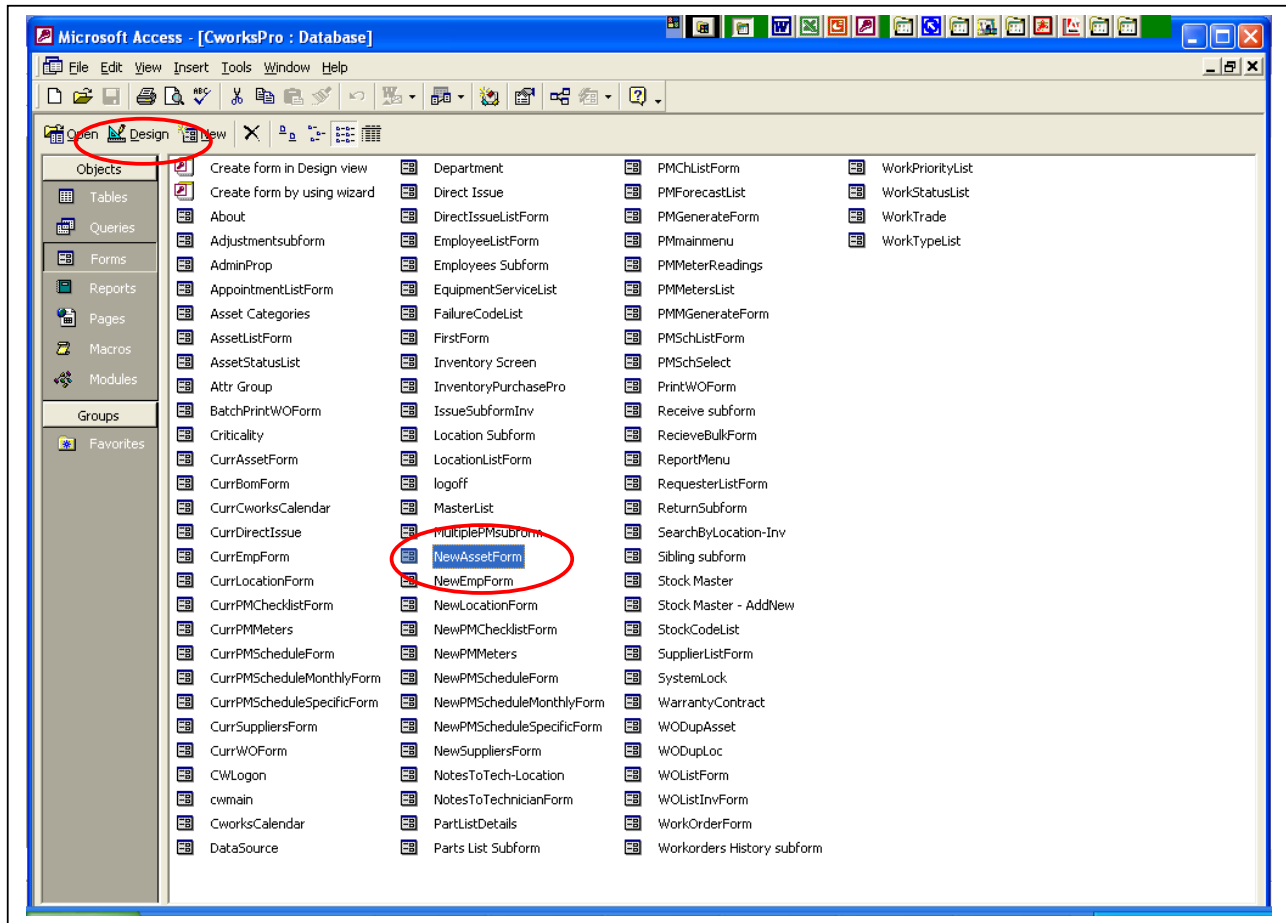 Microsoft Access - [CworksPro : Database]
File Edit View Insert Tools Window Help
Open Design New
Objects
Tables
Queries
Forms
Reports
Pages
Macros
Modules
Groups
Favorites
Create form in Design view
Create form by using wizard
About
Adjustmentsubform
AdminProp
AppointmentListForm
Asset Categories
AssetListForm
AssetStatusList
Attr Group
BatchPrintWOForm
Criticality
CurrAssetForm
CurrBomForm
CurrCworksCalendar
CurrDirectIssue
CurrEmpForm
CurrLocationForm
CurrPMChecklistForm
CurrPMMeters
CurrPMScheduleForm
CurrPMScheduleMonthlyForm
CurrPMScheduleSpecificForm
CurrSuppliersForm
CurrWOForm
CWLogon
cwmain
CworksCalendar
DataSource
Department
Direct Issue
DirectIssueListForm
EmployeeListForm
Employees Subform
EquipmentServiceList
FailureCodeList
FirstForm
Inventory Screen
InventoryPurchasePro
IssueSubformInv
Location Subform
LocationListForm
logoff
MasterList
MultiplePMsubform
NewAssetForm
NewEmpForm
NewLocationForm
NewPMChecklistForm
NewPMMeters
NewPMScheduleForm
NewPMScheduleMonthlyForm
NewPMScheduleSpecificForm
NewSuppliersForm
NotesToTech-Location
NotesToTechnicianForm
PartListDetails
Parts List Subform
PMChListForm
PMForecastList
PMGenerateForm
PMmainmenu
PMMeterReadings
PMMetersList
PMMGenerateForm
PMSchListForm
PMSchSelect
PrintWOForm
Receive subform
RecieveBulkForm
ReportMenu
RequesterListForm
ReturnSubform
SearchByLocation-Inv
Sibling subform
Stock Master
Stock Master - AddNew
StockCodeList
SupplierListForm
SystemLock
WarrantyContract
WODupAsset
WODupLoc
WOListForm
WOListInvForm
WorkOrderForm
Workorders History subform
WorkPriorityList
WorkStatusList
WorkTrade
WorkTypeList